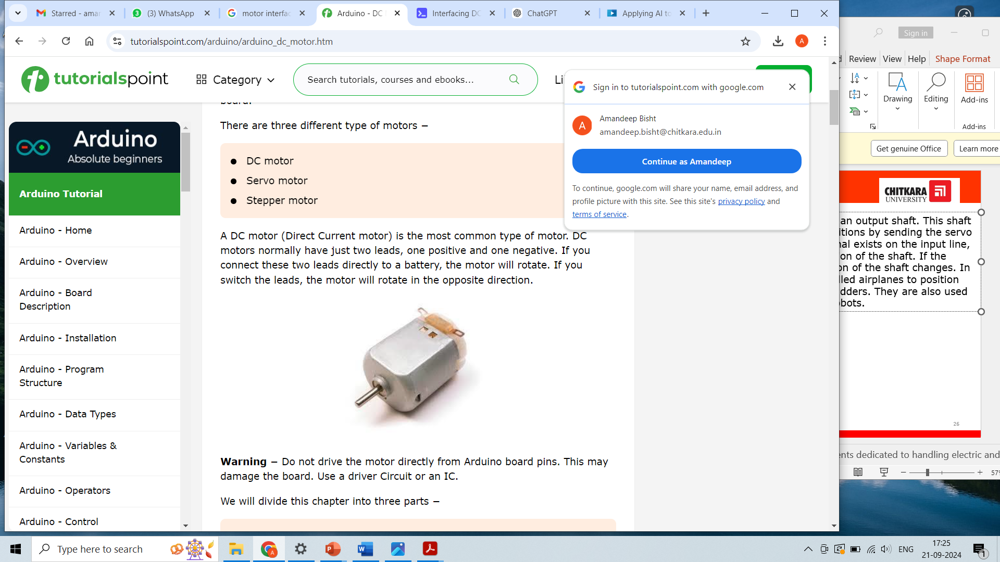 Starred - amar
(3) WhatsApp
motor interfac
Arduino - DC
Interfacing DC
ChatGPT
Applying AI to
tutorialspoint.com/arduino/arduino_dc_motor.htm
A
tutorialspoint
Category
Search tutorials, courses and ebooks...
Li
Sign in to tutorialspoint.com with google.com
A
Amandeep Bisht
amandeep.bisht@chitkara.edu.in
Continue as Amandeep
To continue, google.com will share your name, email address, and
profile picture with this site. See this site's privacy policy and
terms of service.
Arduino
Absolute beginners
Arduino Tutorial
Arduino - Home
Arduino - Overview
Arduino - Board
Description
Arduino - Installation
Arduino - Program
Structure
Arduino - Data Types
Arduino - Variables &
Constants
Arduino - Operators
Arduino - Control
board.
There are three different type of motors −
● DC motor
● Servo motor
● Stepper motor
A DC motor (Direct Current motor) is the most common type of motor. DC
motors normally have just two leads, one positive and one negative. If you
connect these two leads directly to a battery, the motor will rotate. If you
switch the leads, the motor will rotate in the opposite direction.
Warning − Do not drive the motor directly from Arduino board pins. This may
damage the board. Use a driver Circuit or an IC.
We will divide this chapter into three parts −
Sign in
d Review View Help Shape Format
Drawing
Editing
Add-ins
Add-ins
Get genuine Office
Learn more
CHITKARA
UNIVERSITY
an output shaft. This shaft
itions by sending the servo
nal exists on the input line,
on of the shaft. If the
on of the shaft changes. In
lled airplanes to position
dders. They are also used
obots.
26
ents dedicated to handling electric and
57%
Type here to search
ENG
17:25
21-09-2024
1